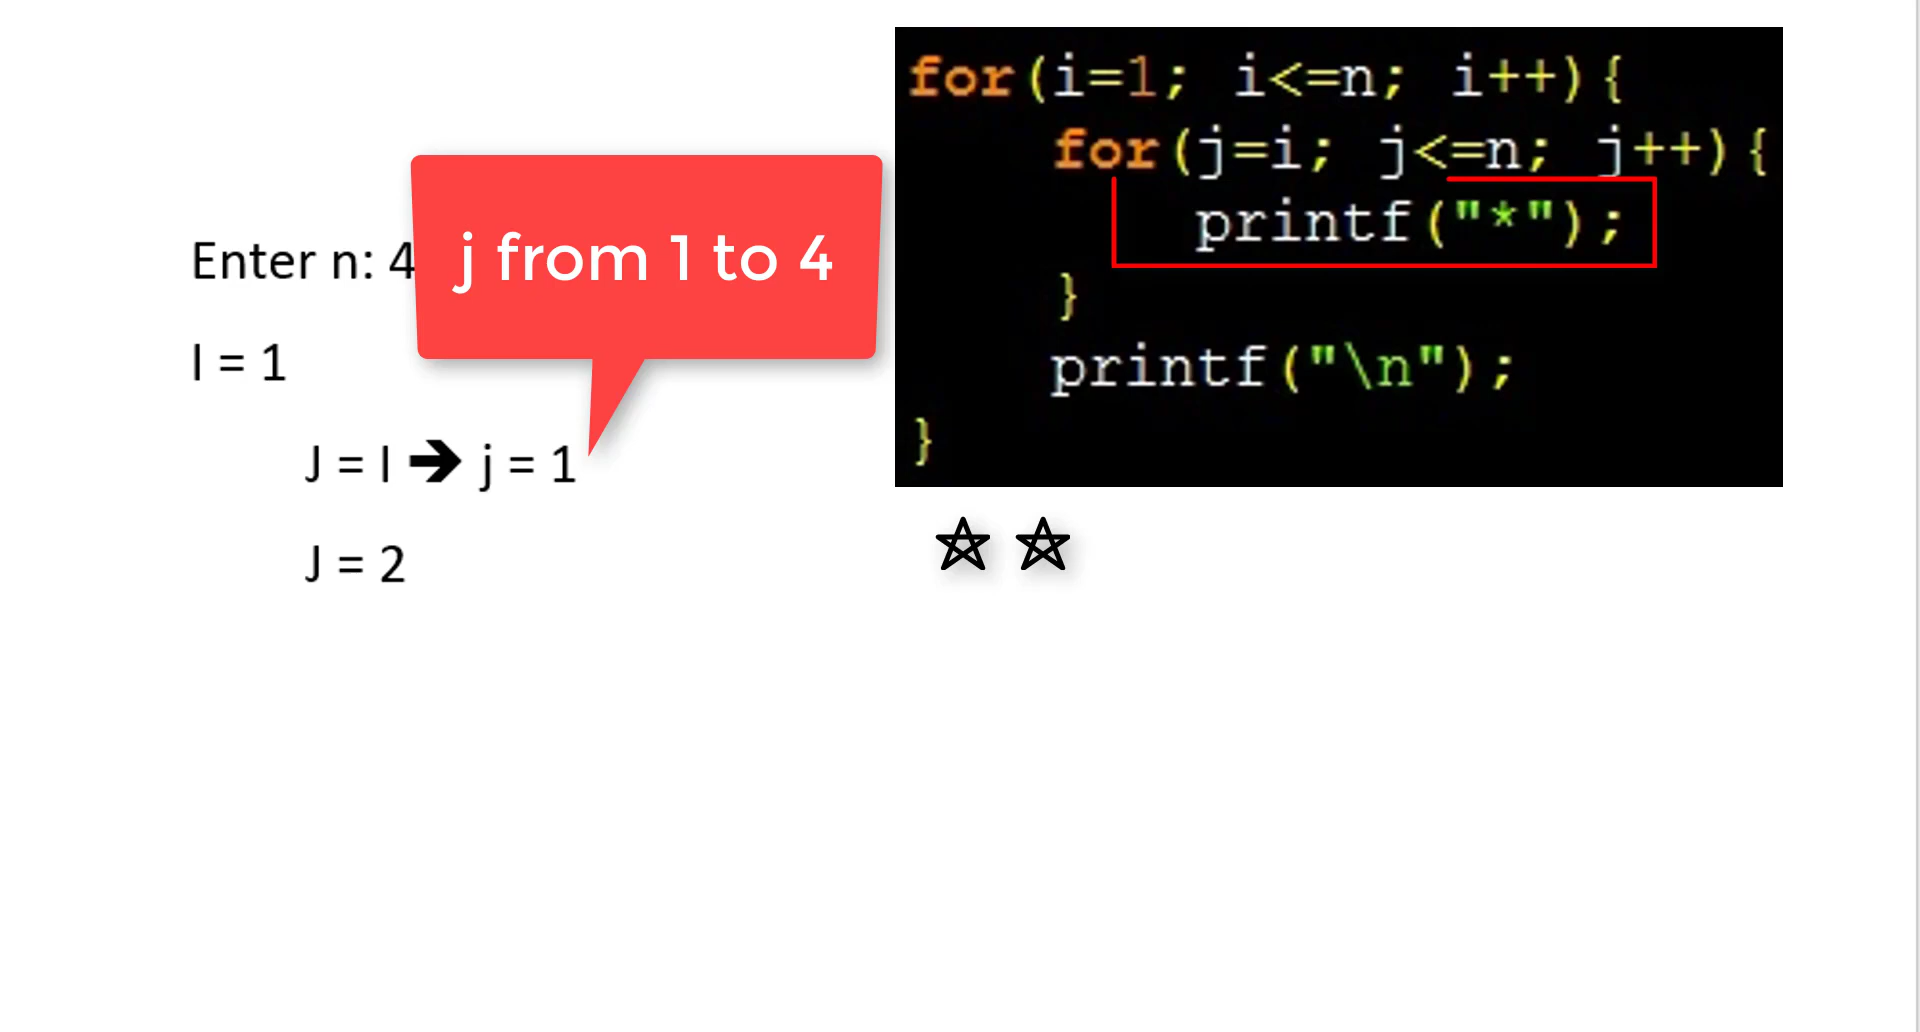 Enter n: 4
j from 1 to 4
I = 1
J = I 🡺 j = 1
J = 2
for(i=1; i<=n; i++){
for(j=i; j<=n; j++){
printf("*");
}
printf("\n");
}